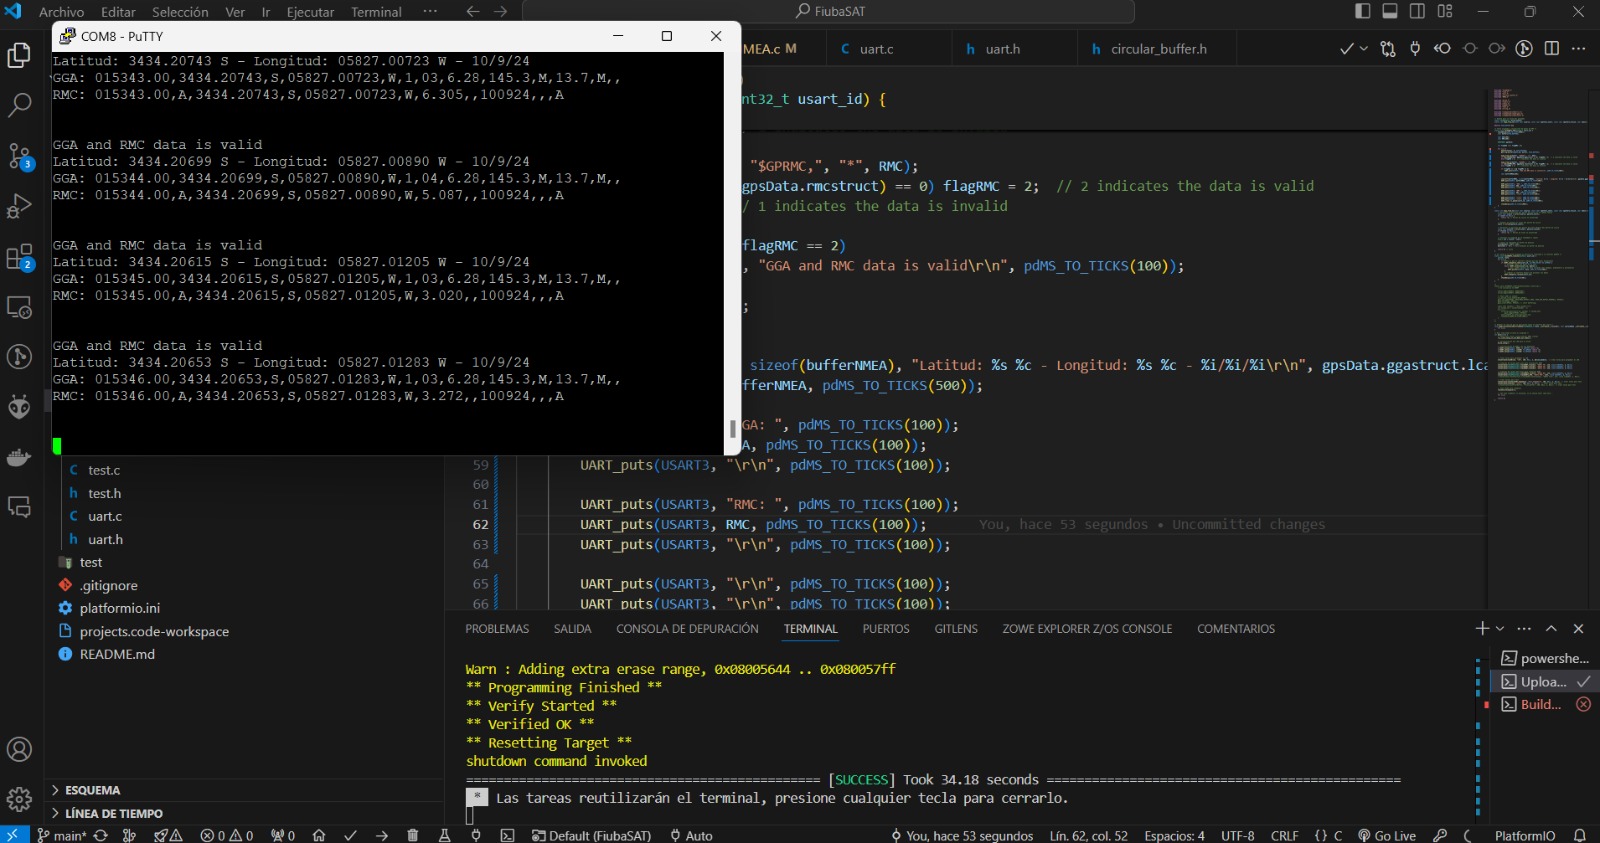 Archivo Editar Selección Ver Ir Ejecutar Terminal ··· FiubaSAT
COM8 - PuTTY
Latitud: 3434.20743 S - Longitud: 05827.00723 W - 10/9/24
GGA: 015343.00,3434.20743,S,05827.00723,W,1,03,6.28,145.3,M,13.7,M,,
RMC: 015343.00,A,3434.20743,S,05827.00723,W,6.305,,100924,,,A
GGA and RMC data is valid
Latitud: 3434.20699 S - Longitud: 05827.00890 W - 10/9/24
GGA: 015344.00,3434.20699,S,05827.00890,W,1,04,6.28,145.3,M,13.7,M,,
RMC: 015344.00,A,3434.20699,S,05827.00890,W,5.087,,100924,,,A
GGA and RMC data is valid
Latitud: 3434.20615 S - Longitud: 05827.01205 W - 10/9/24
GGA: 015345.00,3434.20615,S,05827.01205,W,1,03,6.28,145.3,M,13.7,M,,
RMC: 015345.00,A,3434.20615,S,05827.01205,W,3.020,,100924,,,A
GGA and RMC data is valid
Latitud: 3434.20653 S - Longitud: 05827.01283 W - 10/9/24
GGA: 015346.00,3434.20653,S,05827.01283,W,1,03,6.28,145.3,M,13.7,M,,
RMC: 015346.00,A,3434.20653,S,05827.01283,W,3.272,,100924,,,A
MEA.c M C uart.c h uart.h h circular_buffer.h
nt32_t usart_id) {
"$GPRMC,", "*", RMC);
gpsData.rmcstruct) == 0) flagRMC = 2; // 2 indicates the data is valid
/ 1 indicates the data is invalid
flagRMC == 2)
, "GGA and RMC data is valid\r\n", pdMS_TO_TICKS(100));
;
sizeof(bufferNMEA), "Latitud: %s %c - Longitud: %s %c - %i/%i/%i\r\n", gpsData.ggastruct.lca
fferNMEA, pdMS_TO_TICKS(500));
GA: ", pdMS_TO_TICKS(100));
A, pdMS_TO_TICKS(100));
59 UART_puts(USART3, "\r\n", pdMS_TO_TICKS(100));
60
61 UART_puts(USART3, "RMC: ", pdMS_TO_TICKS(100));
62 UART_puts(USART3, RMC, pdMS_TO_TICKS(100)); You, hace 53 segundos • Uncommitted changes
63 UART_puts(USART3, "\r\n", pdMS_TO_TICKS(100));
64
65 UART_puts(USART3, "\r\n", pdMS_TO_TICKS(100));
66 UART_puts(USART3, "\r\n", pdMS_TO_TICKS(100));
3
2
C test.c
h test.h
C uart.c
h uart.h
test
.gitignore
platformio.ini
projects.code-workspace
README.md
ESQUEMA
LÍNEA DE TIEMPO
PROBLEMAS SALIDA CONSOLA DE DEPURACIÓN TERMINAL PUERTOS GITLENS ZOWE EXPLORER Z/OS CONSOLE COMENTARIOS
Warn : Adding extra erase range, 0x08005644 .. 0x080057ff
** Programming Finished **
** Verify Started **
** Verified OK **
** Resetting Target **
shutdown command invoked
=============================================== [SUCCESS] Took 34.18 seconds ===============================================
* Las tareas reutilizarán el terminal, presione cualquier tecla para cerrarlo.
powershe...
Uploa...
Build...
main* 0 0 0 Default (FiubaSAT) Auto You, hace 53 segundos Lín. 62, col. 52 Espacios: 4 UTF-8 CRLF {} C Go Live PlatformIO